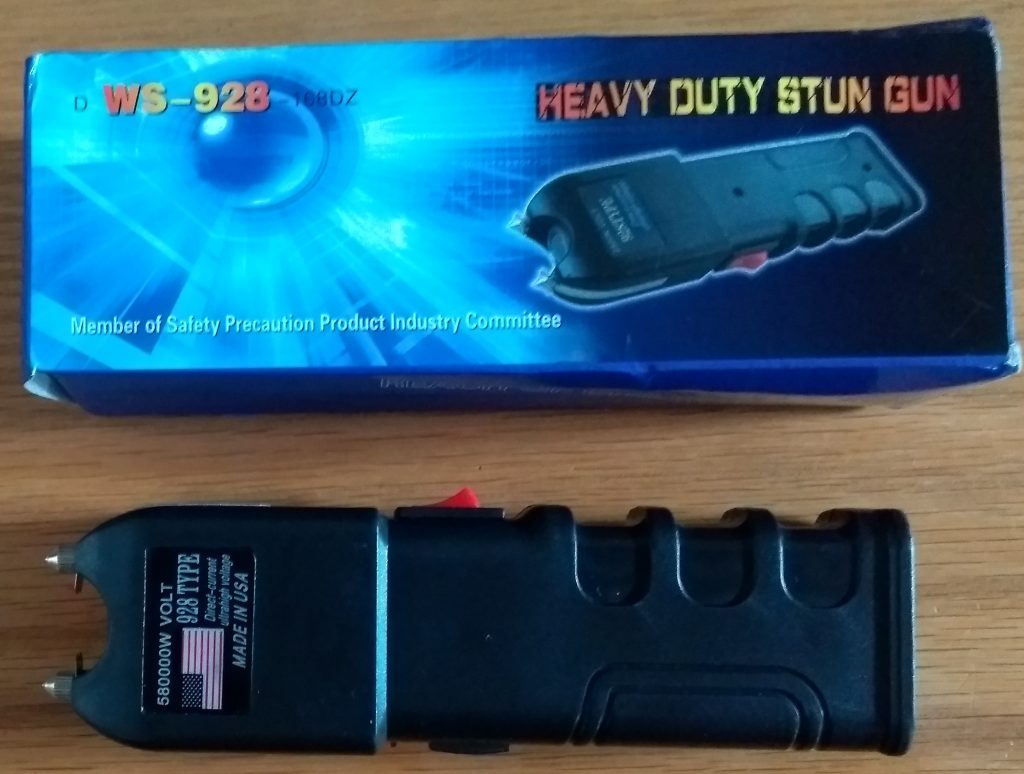 D WS-928 -168DZ
HEAVY DUTY STUN GUN
Member of Safety Precaution Product Industry Committee
580000W VOLT
928 TYPE
Direct-current
ultrahigh voltage
MADE IN USA